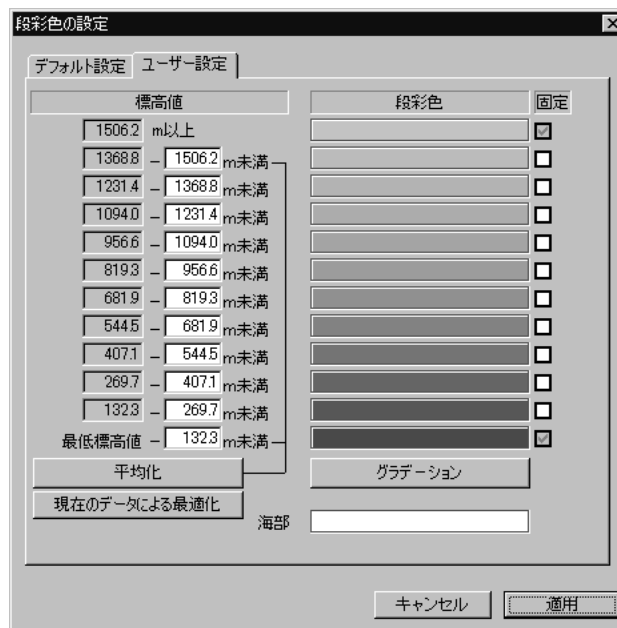 段彩色の設定
デフォルト設定 ユーザー設定
標高値 段彩色 固定
1506.2 m以上
1368.8 - 1506.2 m未満
1231.4 - 1368.8 m未満
1094.0 - 1231.4 m未満
956.6 - 1094.0 m未満
819.3 - 956.6 m未満
681.9 - 819.3 m未満
544.5 - 681.9 m未満
407.1 - 544.5 m未満
269.7 - 407.1 m未満
132.3 - 269.7 m未満
最低標高値 - 132.3 m未満
平均化 グラデーション
現在のデータによる最適化
海部
キャンセル 適用